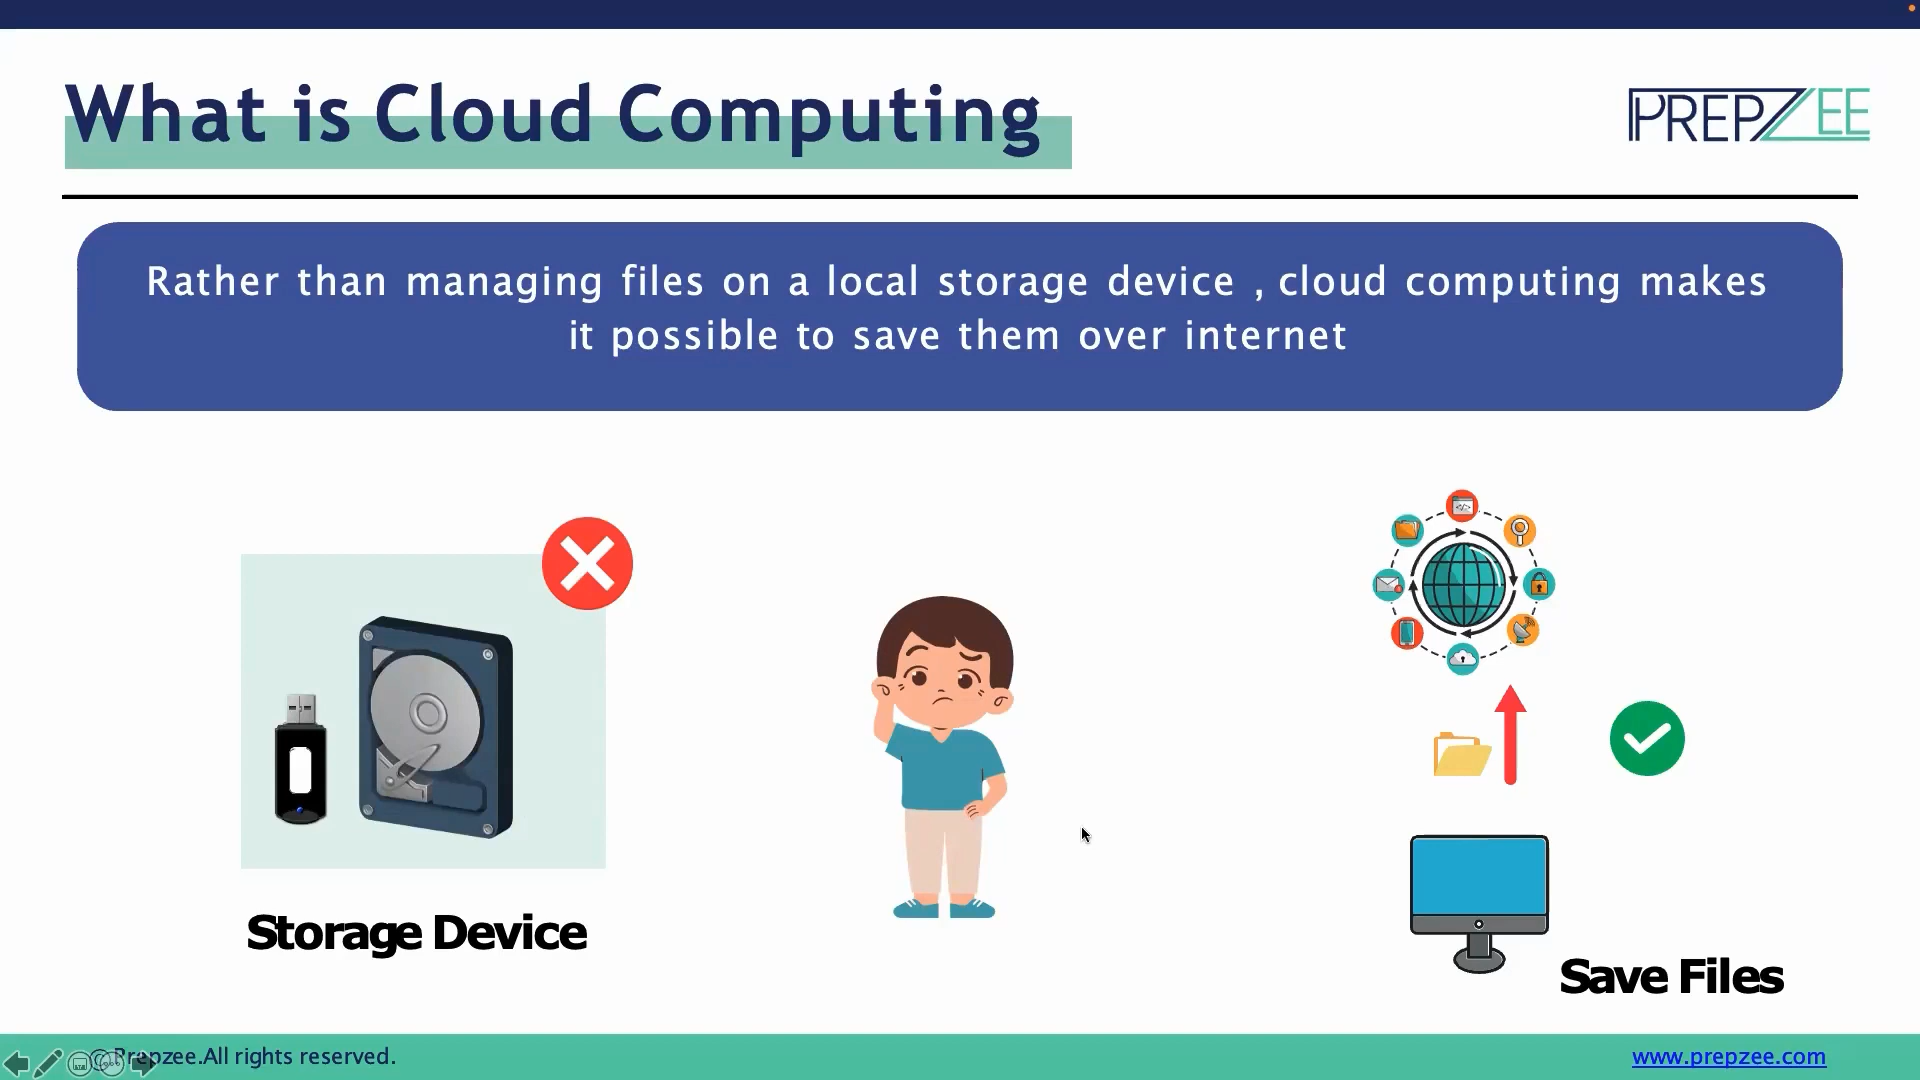 What is Cloud Computing
PREPZEE
Rather than managing files on a local storage device , cloud computing makes
it possible to save them over internet
Storage Device
Save Files
© Prepzee.All rights reserved.
www.prepzee.com